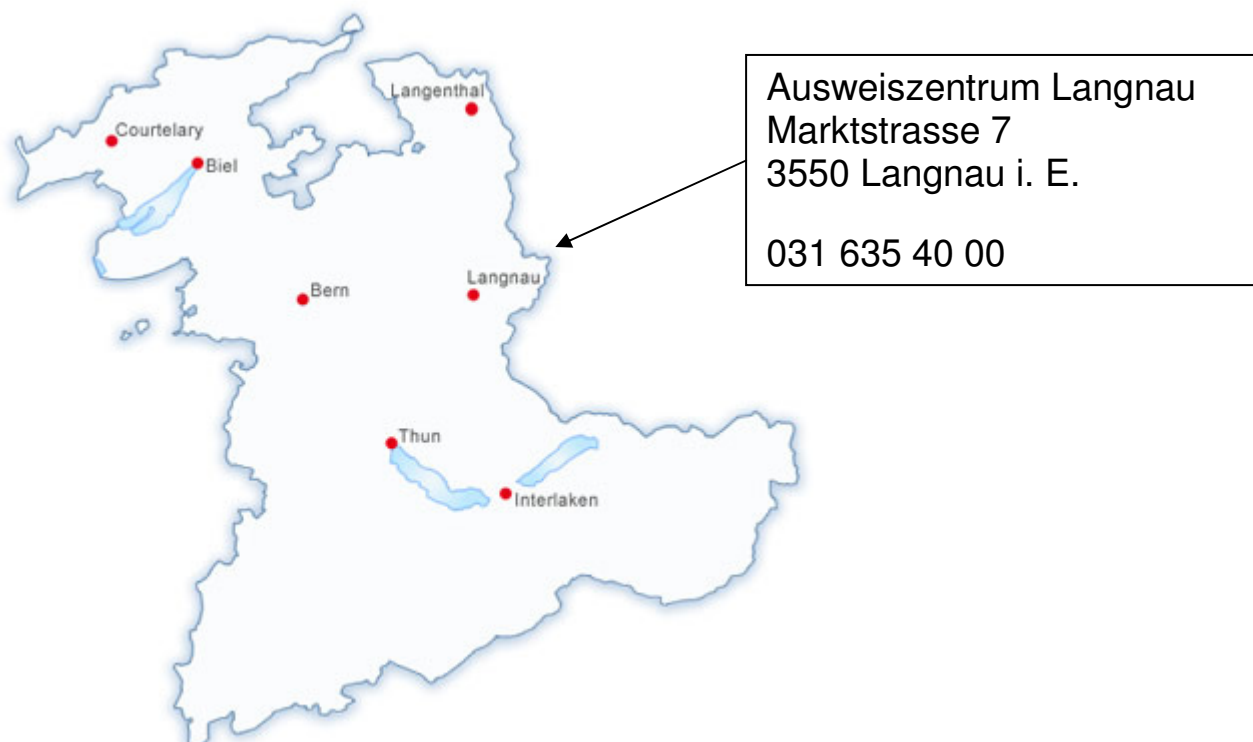 Langenthal
Courtelary
Biel
Bern
Langnau
Thun
Interlaken
Ausweiszentrum Langnau
Marktstrasse 7
3550 Langnau i. E.
031 635 40 00